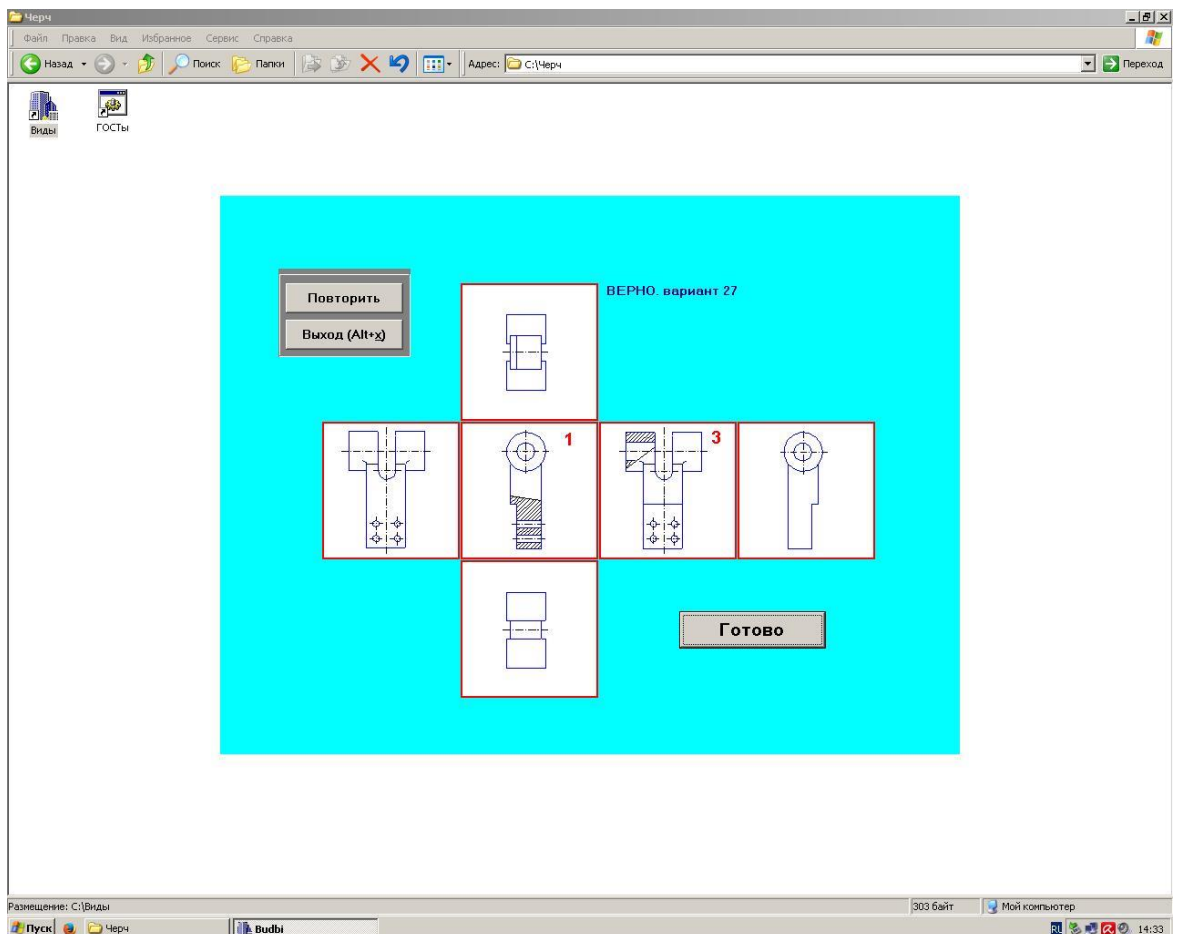 Черч
Файл Правка Вид Избранное Сервис Справка
Назад Поиск Папки Адрес: C:\Черч Переход
Виды ГОСТы
Повторить
Выход (Alt+x)
ВЕРНО. вариант 27
1 3
Готово
Размещение: C:\Виды 303 байт Мой компьютер
Пуск Черч Budbi RU 14:33